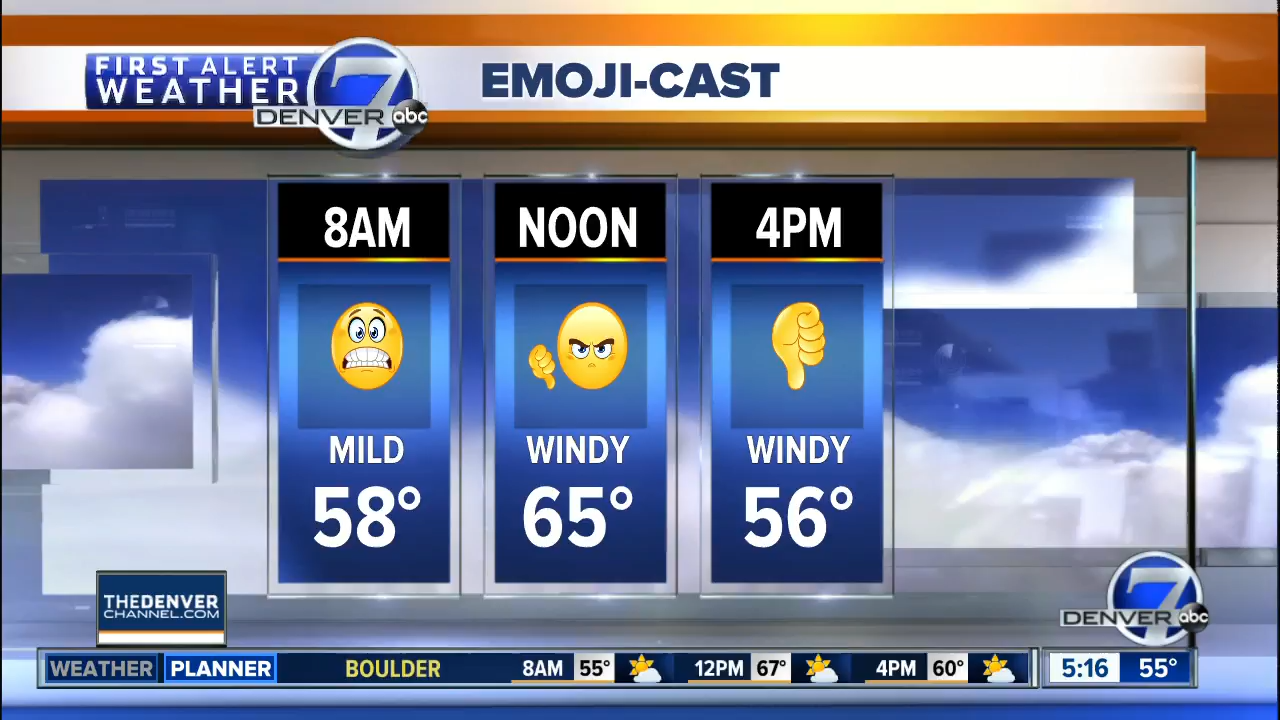 FIRST ALERT
WEATHER
7
DENVER abc
EMOJI-CAST
8AM
MILD
58°
NOON
WINDY
65°
4PM
WINDY
56°
THEDENVER
CHANNEL.COM
7
DENVER abc
WEATHER PLANNER BOULDER 8AM 55° 12PM 67° 4PM 60° 5:16 55°